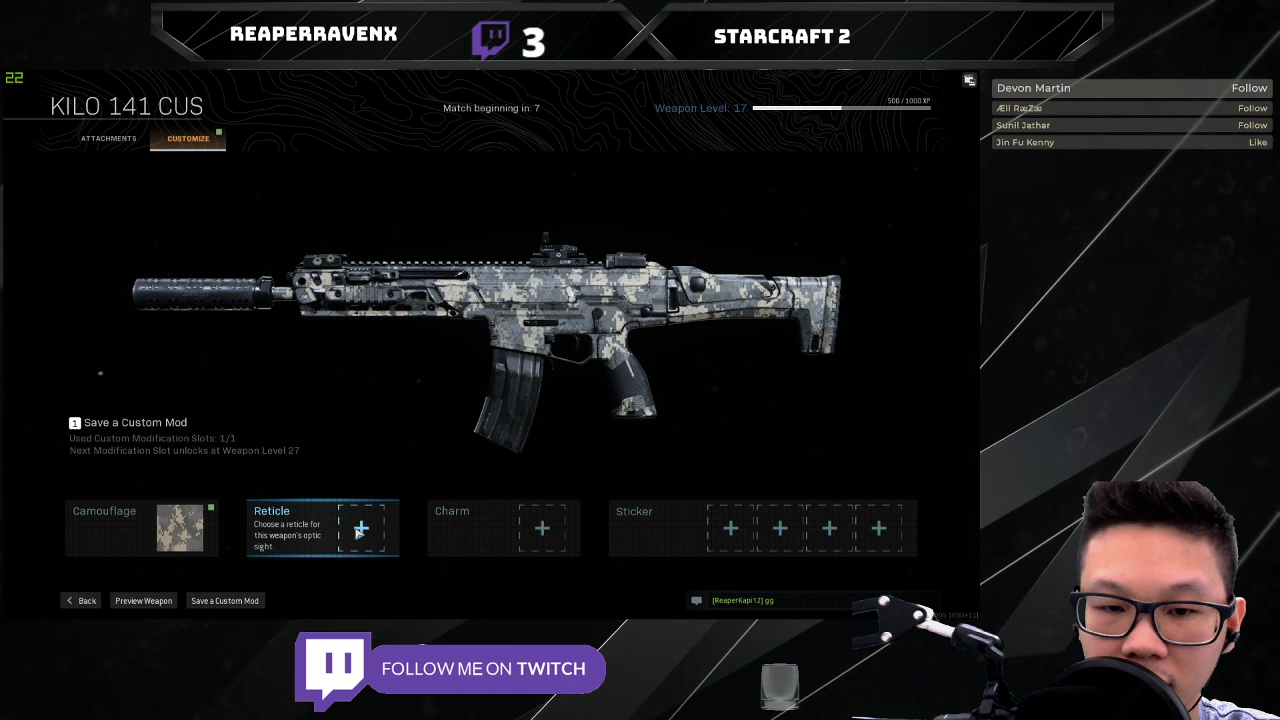 REAPERRAVENX
3
STARCRAFT 2
22
KILO 141 CUS
Match beginning in: 7
Weapon Level: 17
500 / 1000 XP
ATTACHMENTS
CUSTOMIZE
Devon Martin Follow
Sunil Jathar Follow
Jin Fu Kenny Like
1 Save a Custom Mod
Used Custom Modification Slots: 1/1
Next Modification Slot unlocks at Weapon Level 27
Camouflage
Reticle
Choose a reticle for
this weapon's optic
sight
Charm
Sticker
Back
Preview Weapon
Save a Custom Mod
[ReaperKapi12] gg
FOLLOW ME ON TWITCH